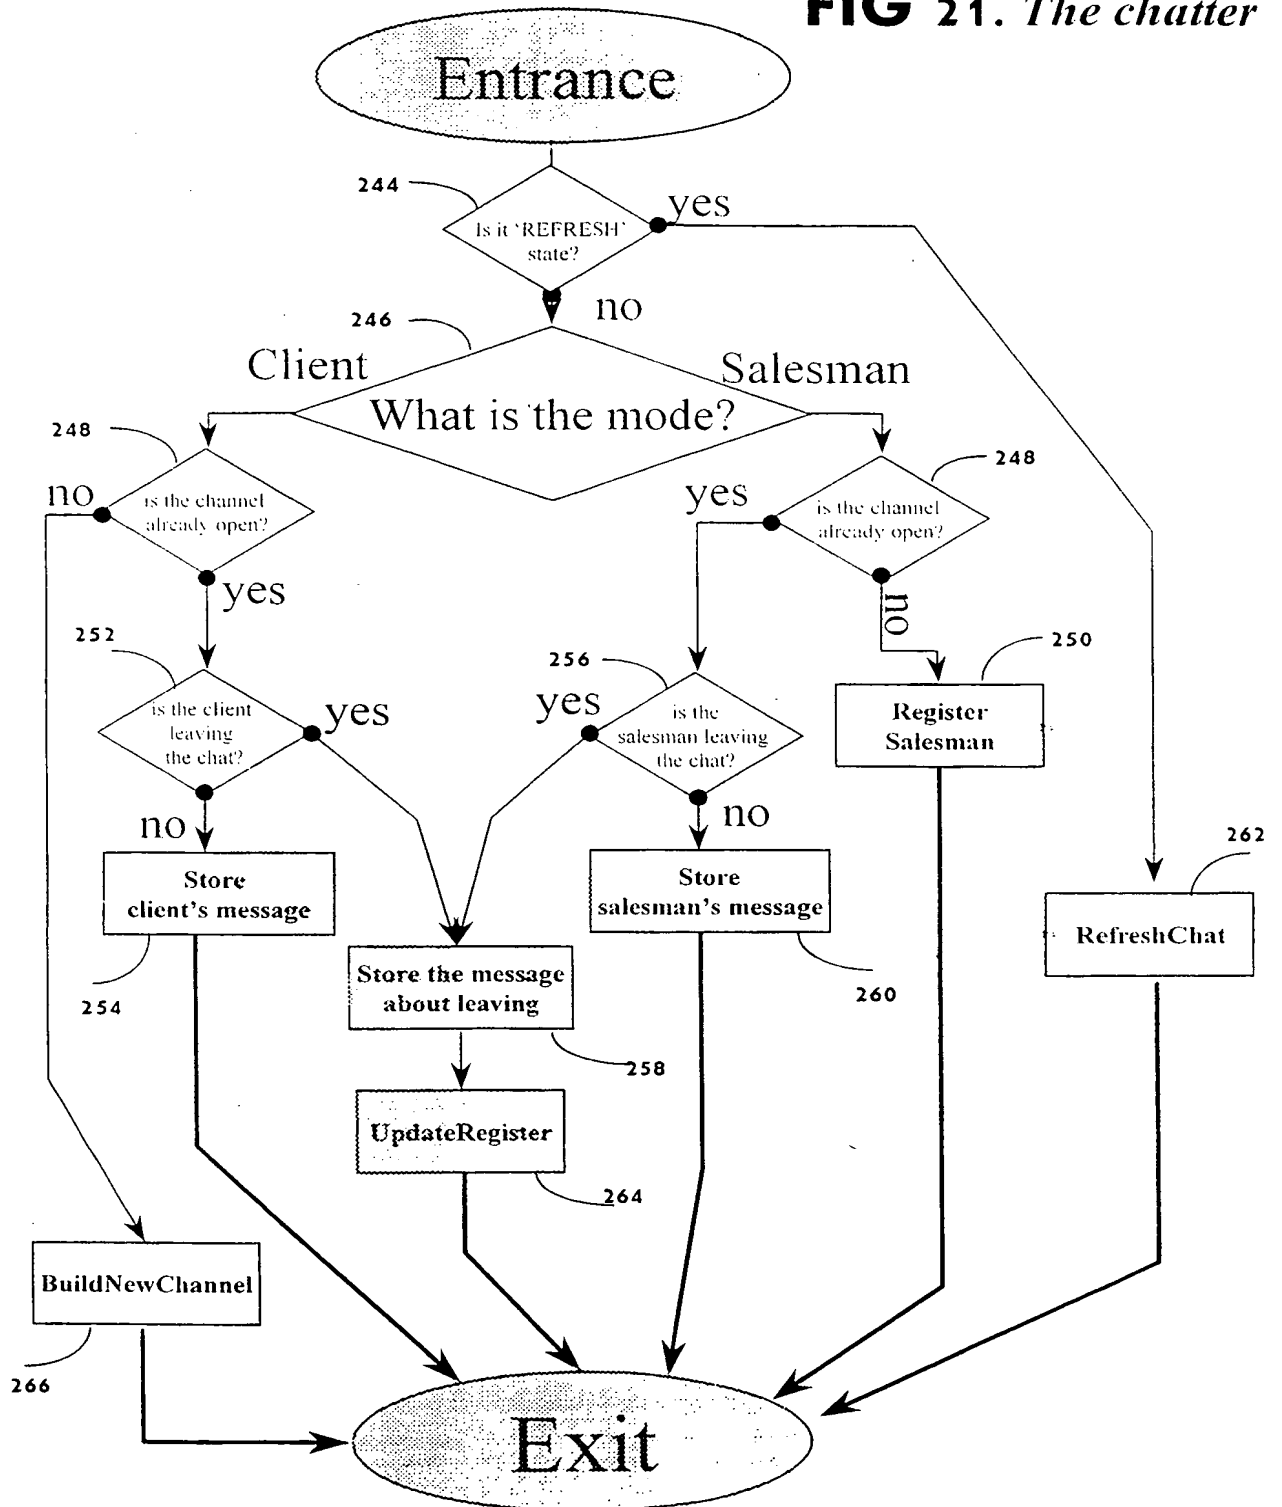 FIG 21. The chatter
Entrance
244
Is it 'REFRESH'
state?
yes
no
246
Client
Salesman
What is the mode?
248
no
is the channel
already open?
yes
248
yes
is the channel
already open?
no
252
is the client
leaving
the chat?
yes
no
256
yes
is the
salesman leaving
the chat?
no
250
Register
Salesman
262
RefreshChat
Store
client's message
254
Store
salesman's message
260
Store the message
about leaving
258
UpdateRegister
264
BuildNewChannel
266
Exit